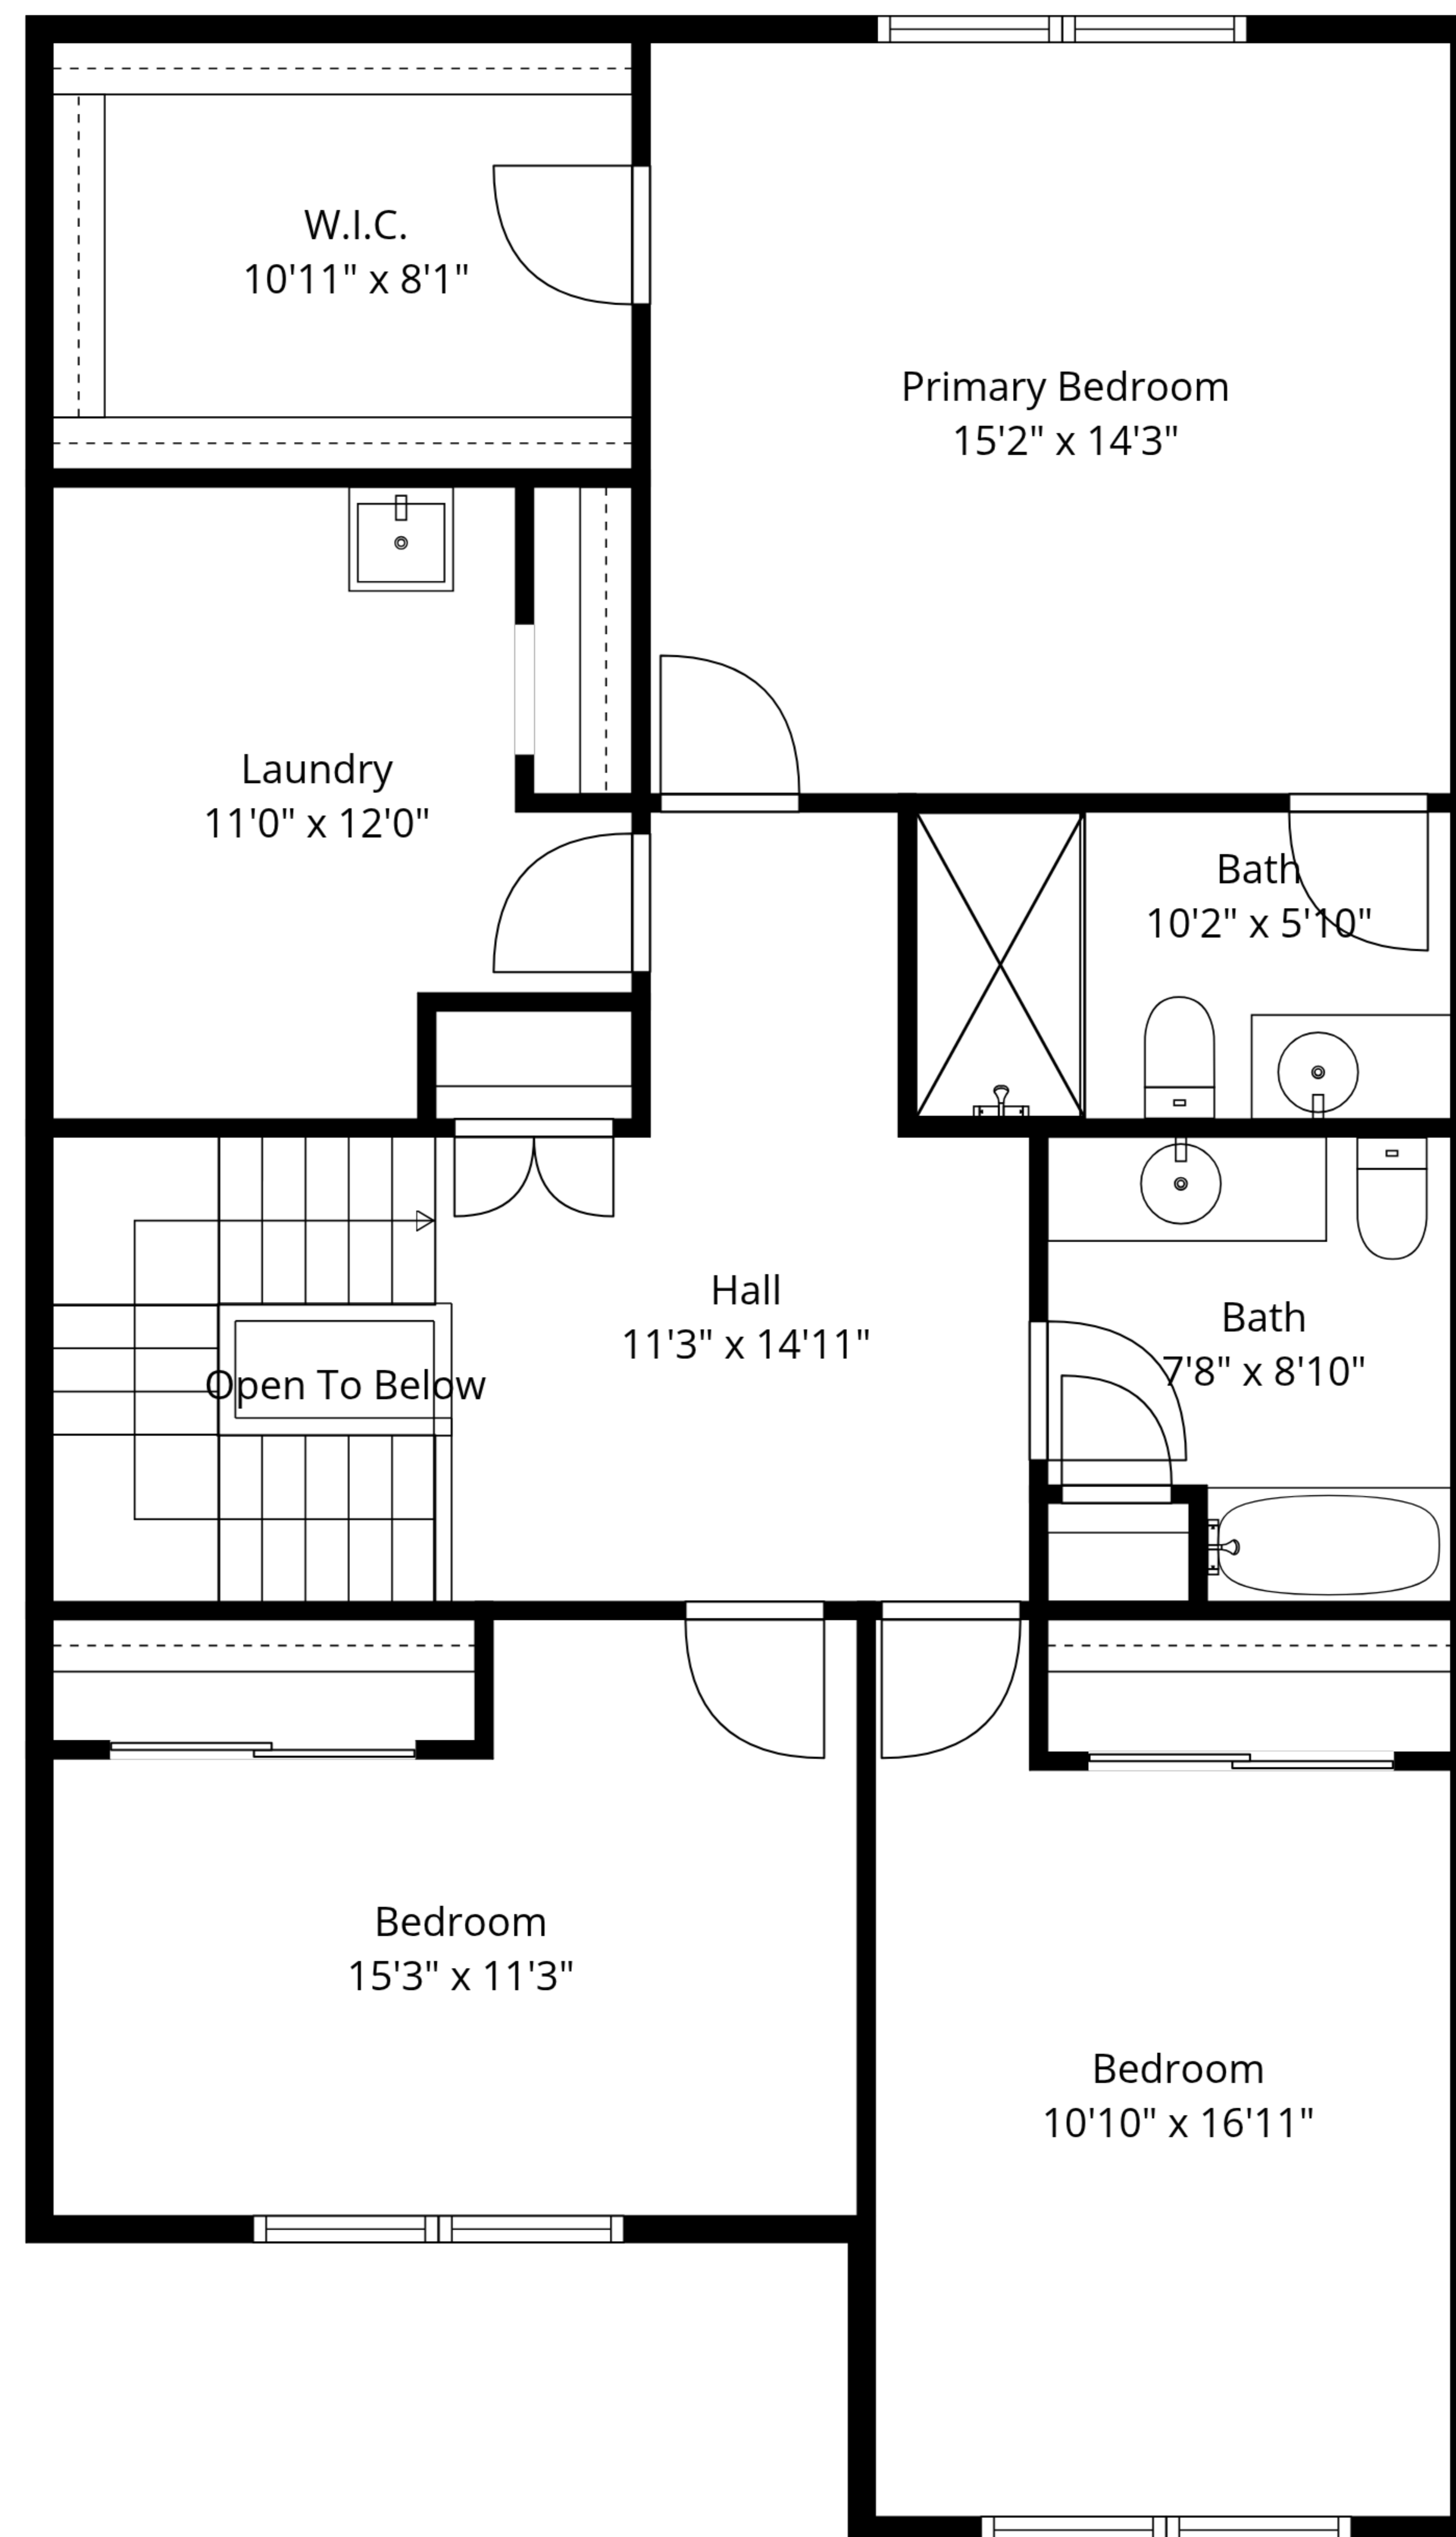 W.I.C.
10'11" x 8'1"
Primary Bedroom
15'2" x 14'3"
Laundry
11'0" x 12'0"
Bath
10'2" x 5'10"
Hall
11'3" x 14'11"
Bath
7'8" x 8'10"
Open To Below
Bedroom
15'3" x 11'3"
Bedroom
10'10" x 16'11"